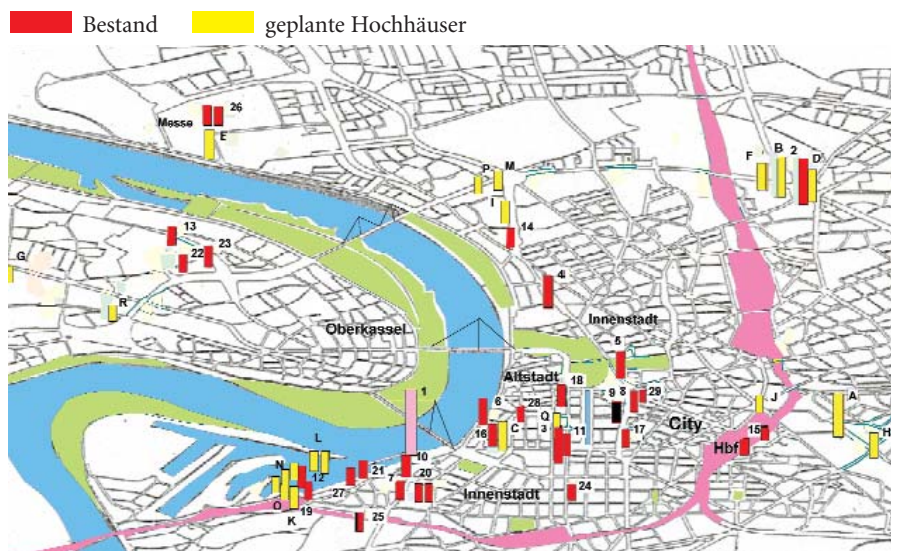 Bestand geplante Hochhäuser
26
Messe
E
P M
F B 2 D
I
14
13
23
22
G
4
R
Oberkassel
Innenstadt
5
Altstadt
18
1
6
28
9 8 29
J
A
Q
16 C
3 11
17
City
15
H
Hbf
L
10
N
12
21
7 20
27
Innenstadt
24
O
19
K
25